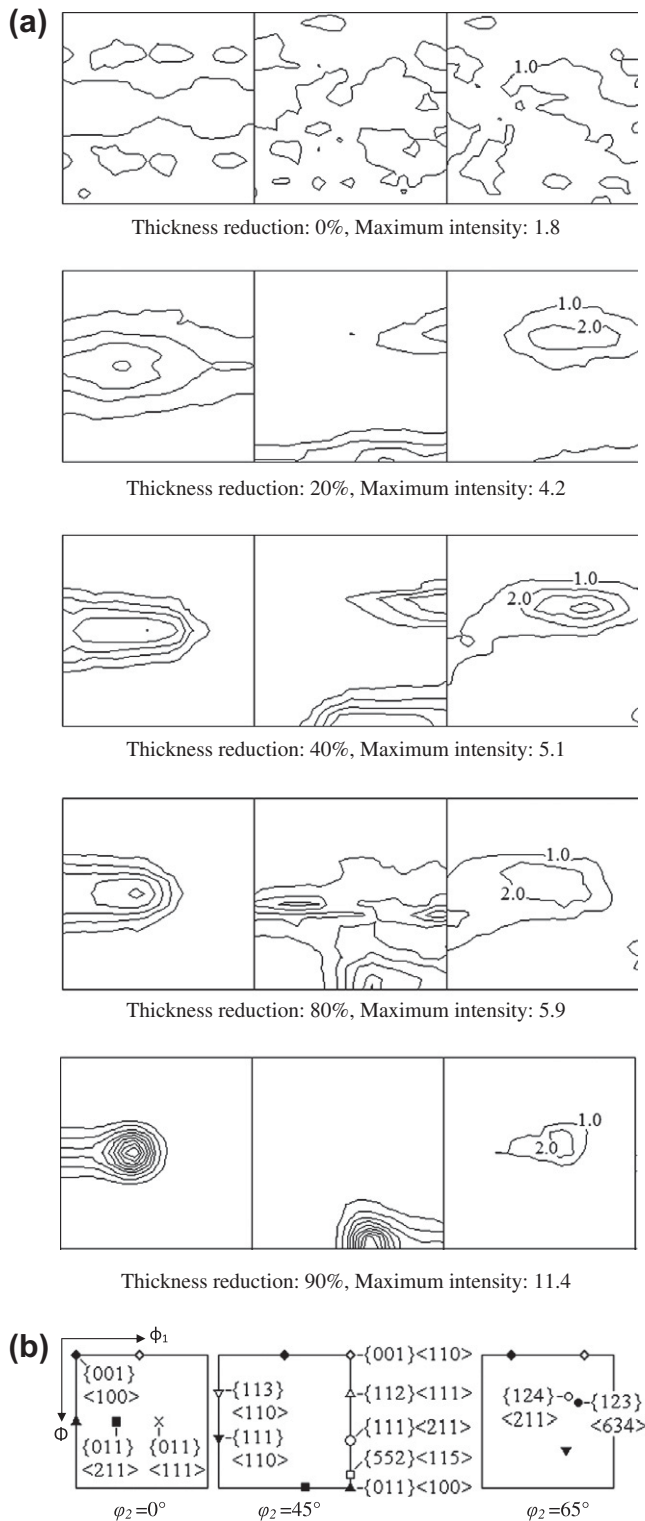 (a)
1.0
Thickness reduction: 0%, Maximum intensity: 1.8
1.0
2.0
Thickness reduction: 20%, Maximum intensity: 4.2
1.0
2.0
Thickness reduction: 40%, Maximum intensity: 5.1
1.0
2.0
Thickness reduction: 80%, Maximum intensity: 5.9
1.0
2.0
Thickness reduction: 90%, Maximum intensity: 11.4
(b)
ϕ1
Φ
{001}
<100>
{011}
<211>
{011}
<111>
φ2=0°
{113}
<110>
{111}
<110>
{001}<110>
{112}<111>
{111}<211>
{552}<115>
{011}<100>
φ2=45°
{124}
<211>
{123}
<634>
φ2=65°